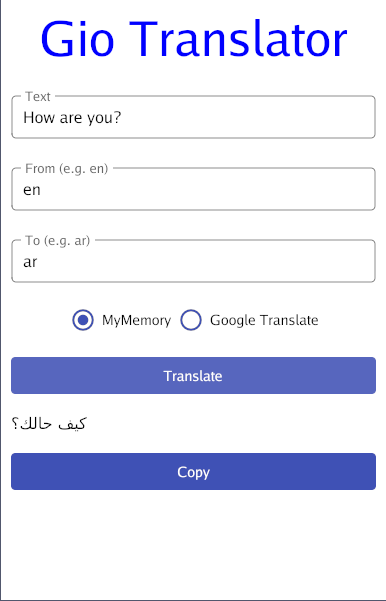 Gio Translator
Text
How are you?
From (e.g. en)
en
To (e.g. ar)
ar
MyMemory Google Translate
Translate
كيف حالك؟
Copy